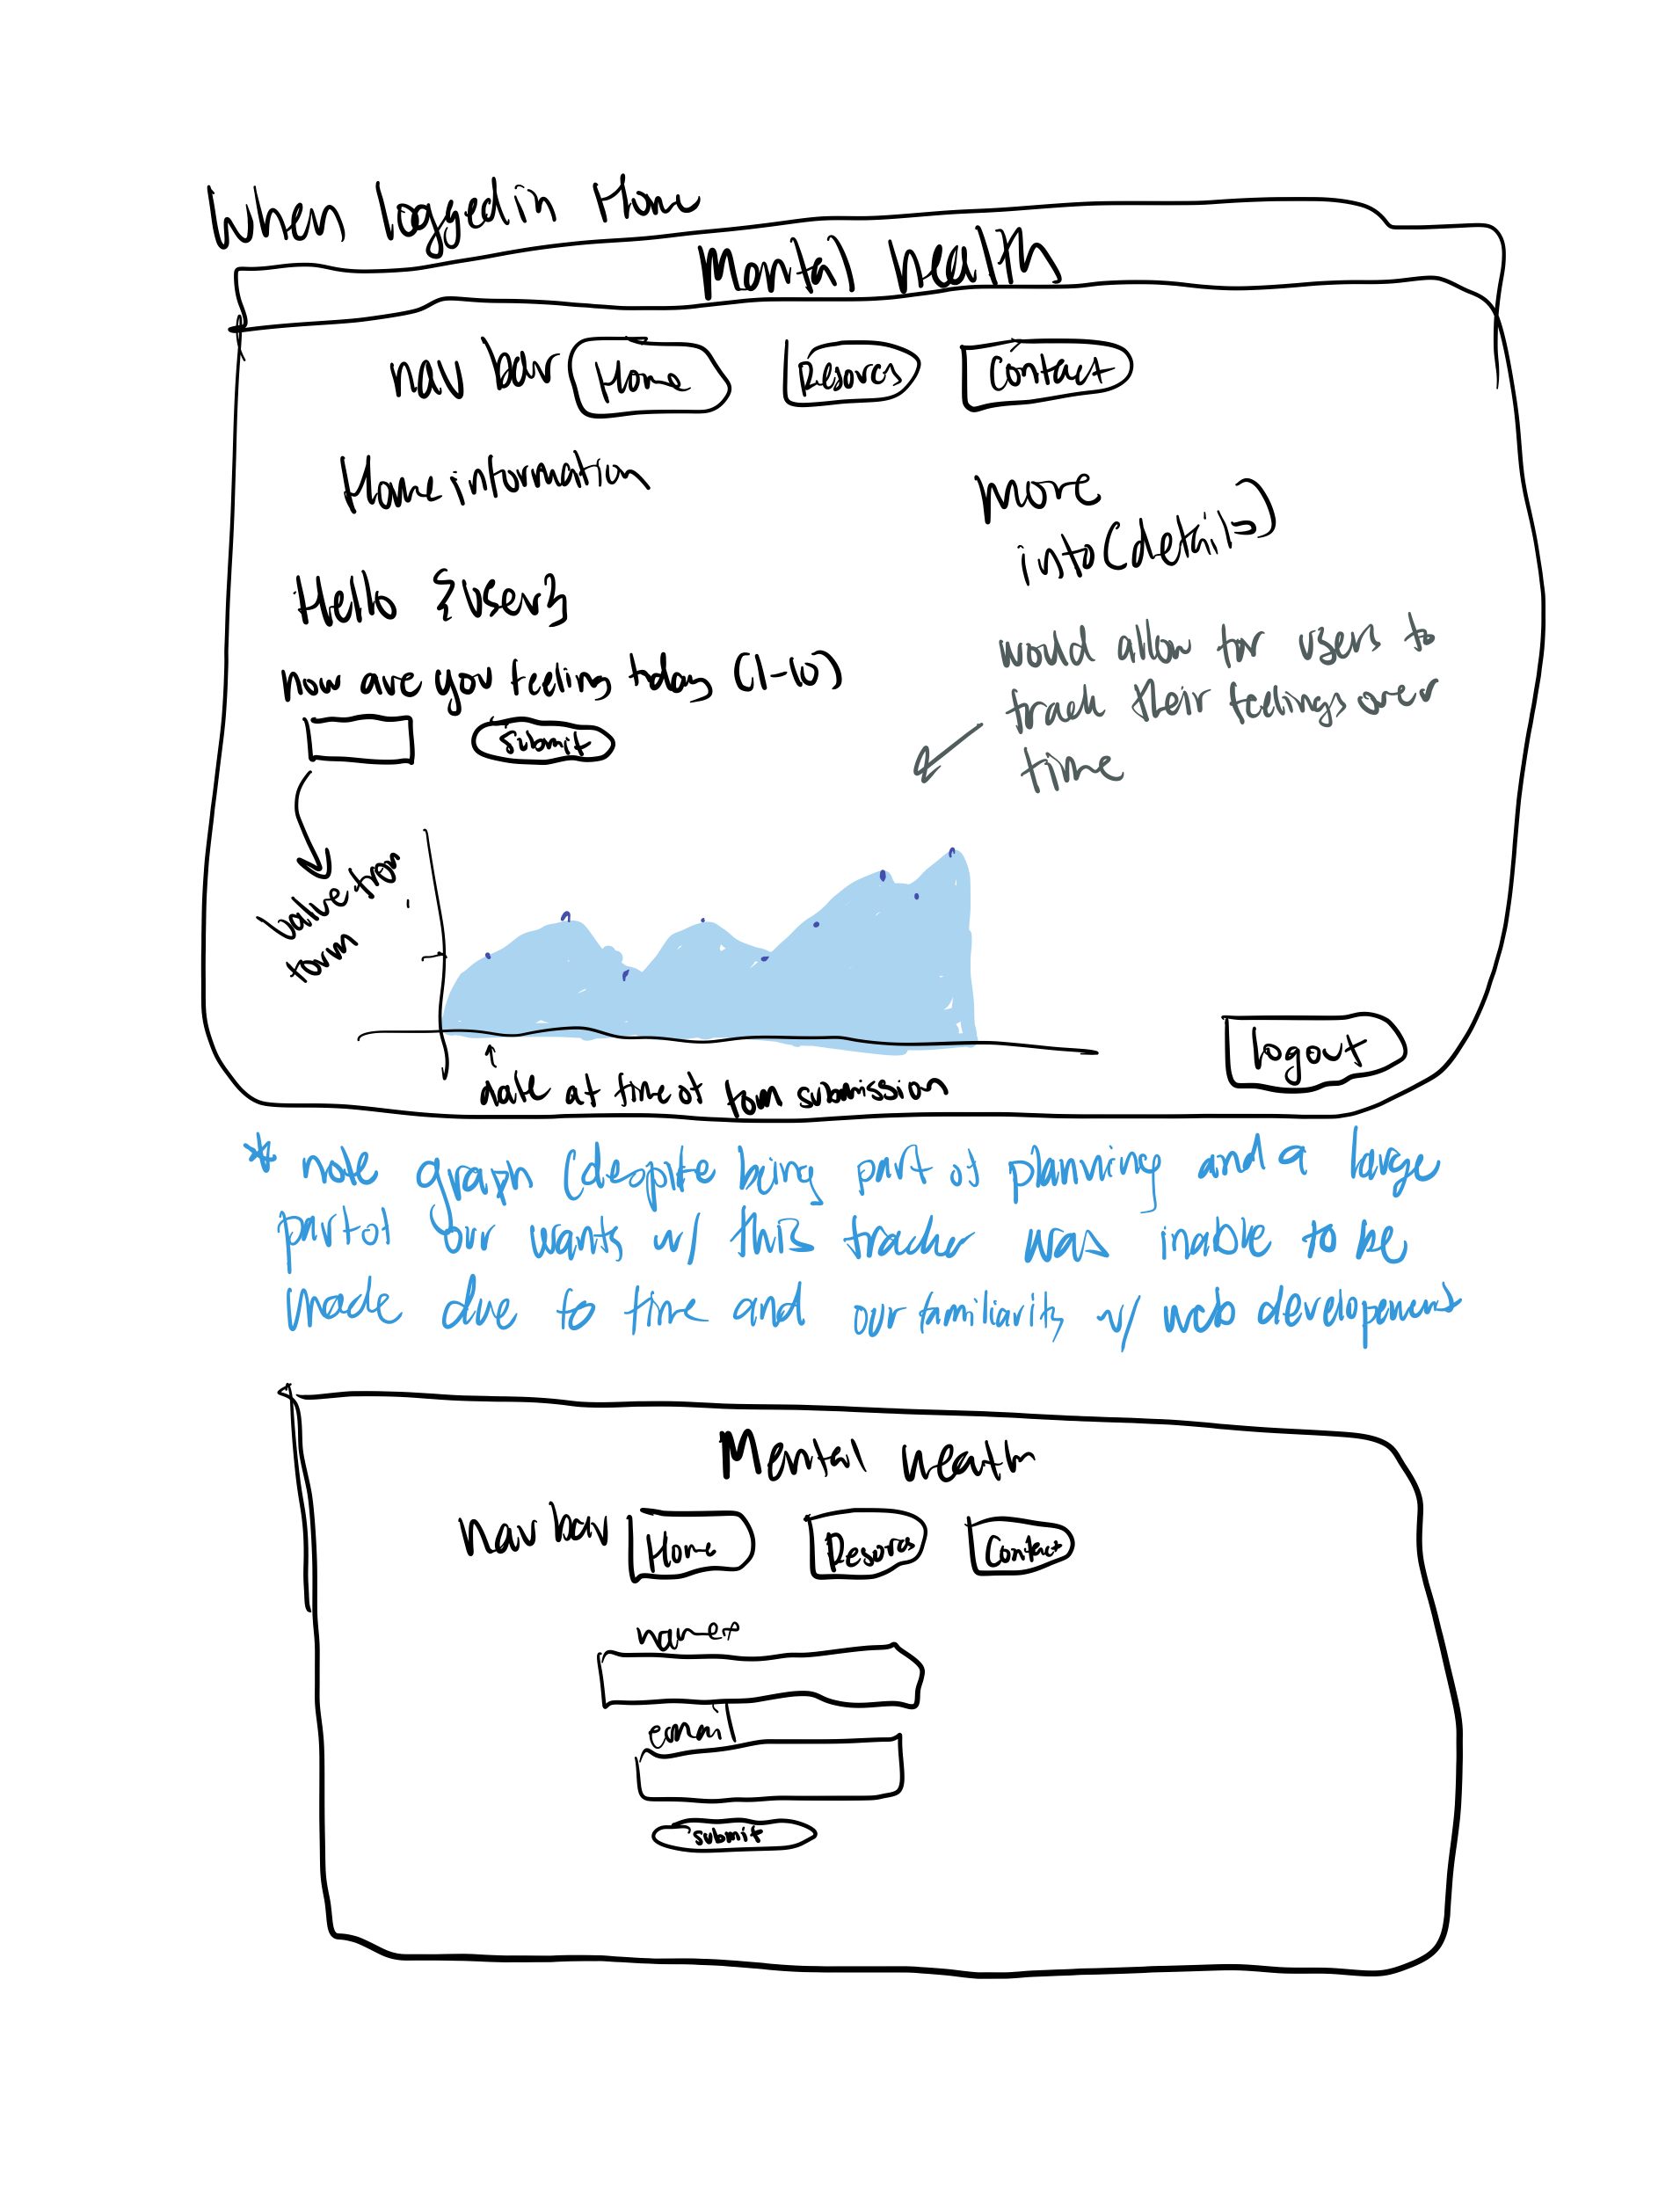 When logged in Home
Mental health
nav bar Home Resources Contact
Home information
more
info (details)
Hello {user}
how are you feeling today (1-10)
submit
would allow for users to
track their feelings over
time
value from
form
date at time of form submission
logout
* note graph (despite being part of planning and a large
part of our wants w/ this tracker was inable to be
made due to time and our familiarity w/ web development
Mental Health
Nav bar Home Resources Contact
name
email
submit